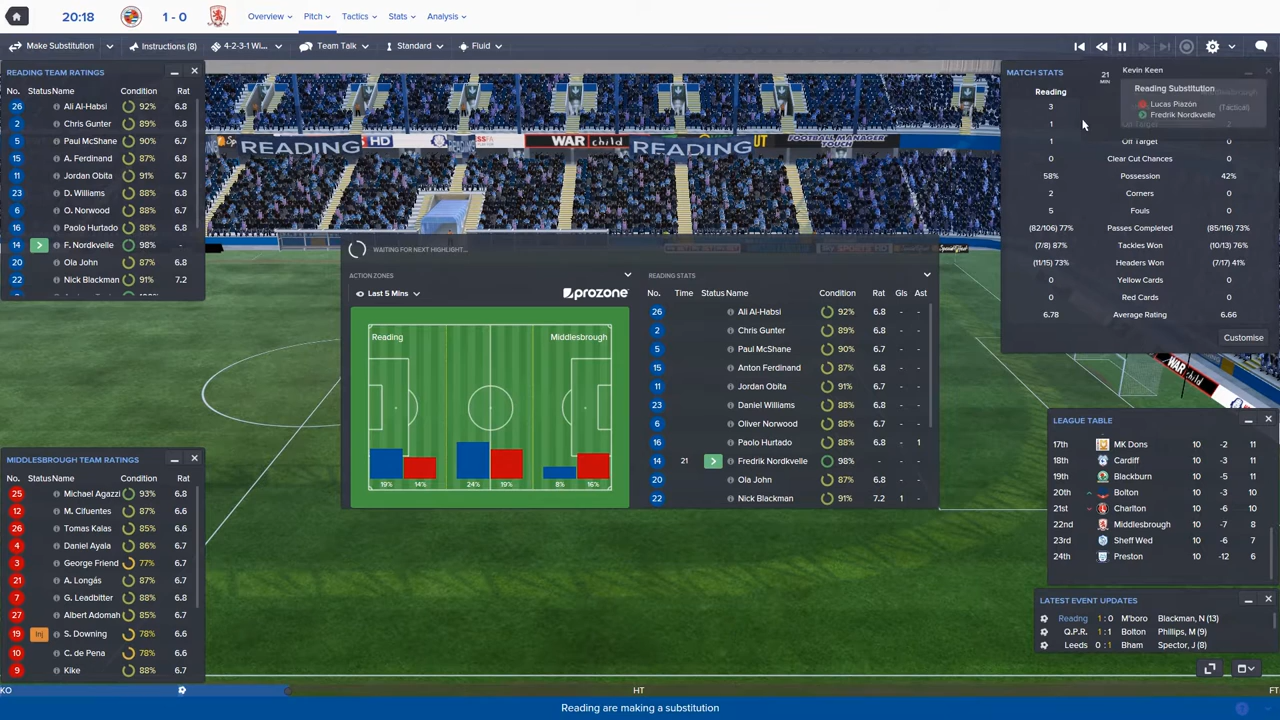 20:18 1 - 0 Overview Pitch Tactics Stats Analysis
Make Substitution Instructions (8) 4-2-3-1 Wi... Team Talk Standard Fluid
READING TEAM RATINGS
No. Status Name Condition Rat
26 Ali Al-Habsi 92% 6.8
2 Chris Gunter 89% 6.8
5 Paul McShane 90% 6.7
15 A. Ferdinand 87% 6.8
11 Jordan Obita 91% 6.7
23 D. Williams 88% 6.8
6 O. Norwood 88% 6.7
16 Paolo Hurtado 88% 6.8
14 F. Nordkvelle 98% -
20 Ola John 87% 6.8
22 Nick Blackman 91% 7.2
MIDDLESBROUGH TEAM RATINGS
No. Status Name Condition Rat
25 Michael Agazzi 93% 6.8
12 M. Cifuentes 87% 6.6
26 Tomas Kalas 85% 6.6
4 Daniel Ayala 86% 6.7
3 George Friend 77% 6.7
21 A. Longás 87% 6.7
7 G. Leadbitter 88% 6.8
27 Albert Adomah 85% 6.7
19 Inj S. Downing 78% 6.6
10 C. de Pena 78% 6.6
9 Kike 88% 6.7
READING HD WAR child READING FOOTBALL MANAGER TOUCH
WAITING FOR NEXT HIGHLIGHT...
ACTION ZONES
Last 5 Mins prozone
Reading Middlesbrough
19% 14% 24% 19% 8% 16%
READING STATS
No. Time Status Name Condition Rat Gls Ast
26 Ali Al-Habsi 92% 6.8 - -
2 Chris Gunter 89% 6.8 - -
5 Paul McShane 90% 6.7 - -
15 Anton Ferdinand 87% 6.8 - -
11 Jordan Obita 91% 6.7 - -
23 Daniel Williams 88% 6.8 - -
6 Oliver Norwood 88% 6.7 - -
16 Paolo Hurtado 88% 6.8 - 1
14 21 Fredrik Nordkvelle 98% - - -
20 Ola John 87% 6.8 - -
22 Nick Blackman 91% 7.2 1 -
MATCH STATS
21 MIN
Kevin Keen
Reading Substitution
Lucas Piazón (Tactical)
Fredrik Nordkvelle
Reading
3
1
1 Off Target 0
0 Clear Cut Chances 0
58% Possession 42%
2 Corners 0
5 Fouls 0
(82/106) 77% Passes Completed (85/116) 73%
(7/8) 87% Tackles Won (10/13) 76%
(11/15) 73% Headers Won (7/17) 41%
0 Yellow Cards 0
0 Red Cards 0
6.78 Average Rating 6.66
Customise
WAR child
LEAGUE TABLE
17th MK Dons 10 -2 11
18th Cardiff 10 -3 11
19th Blackburn 10 -5 11
20th Bolton 10 -3 10
21st Charlton 10 -6 10
22nd Middlesbrough 10 -7 8
23rd Sheff Wed 10 -6 7
24th Preston 10 -12 6
LATEST EVENT UPDATES
Readng 1:0 M'boro Blackman, N (13)
Q.P.R. 1:1 Bolton Phillips, M (9)
Leeds 0:1 Bham Spector, J (8)
KO HT FT
Reading are making a substitution